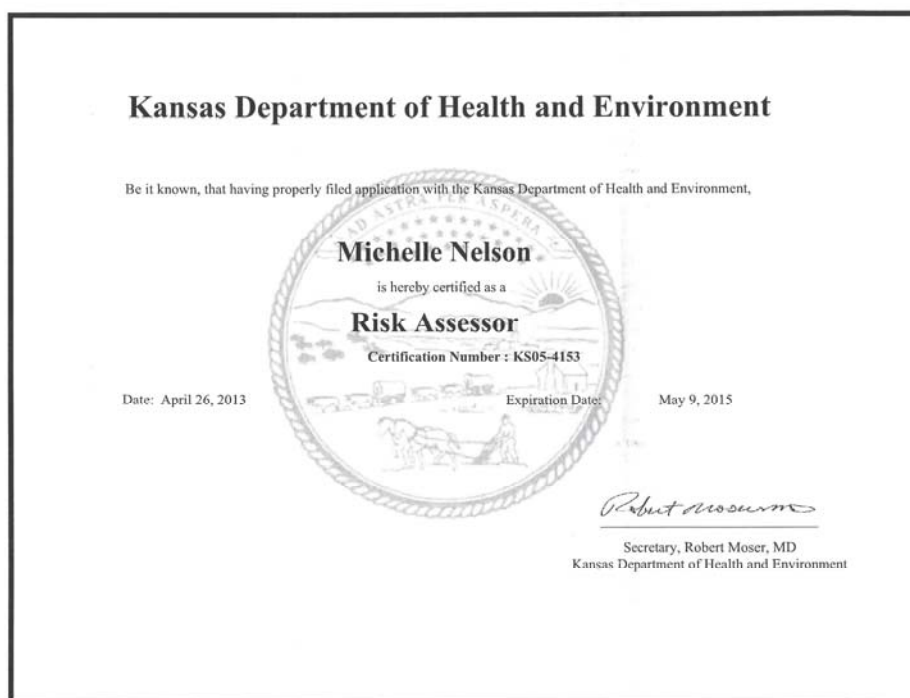 Kansas Department of Health and Environment
Be it known, that having properly filed application with the Kansas Department of Health and Environment,
AD ASTRA PER ASPERA
Michelle Nelson
is hereby certified as a
Risk Assessor
Certification Number : KS05-4153
Date: April 26, 2013 Expiration Date: May 9, 2015
Robert Moser MD
Secretary, Robert Moser, MD
Kansas Department of Health and Environment